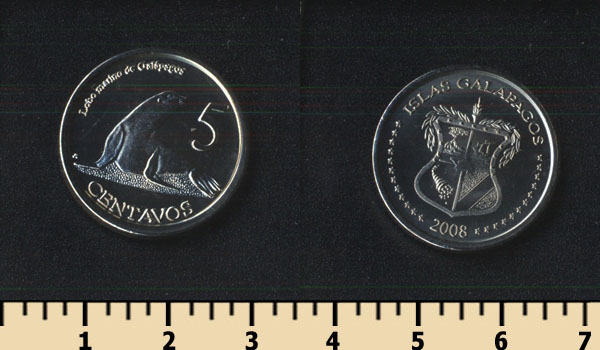 Lobo marino de Galápagos
5
CENTAVOS
ISLAS GALAPAGOS
2008
1 2 3 4 5 6 7